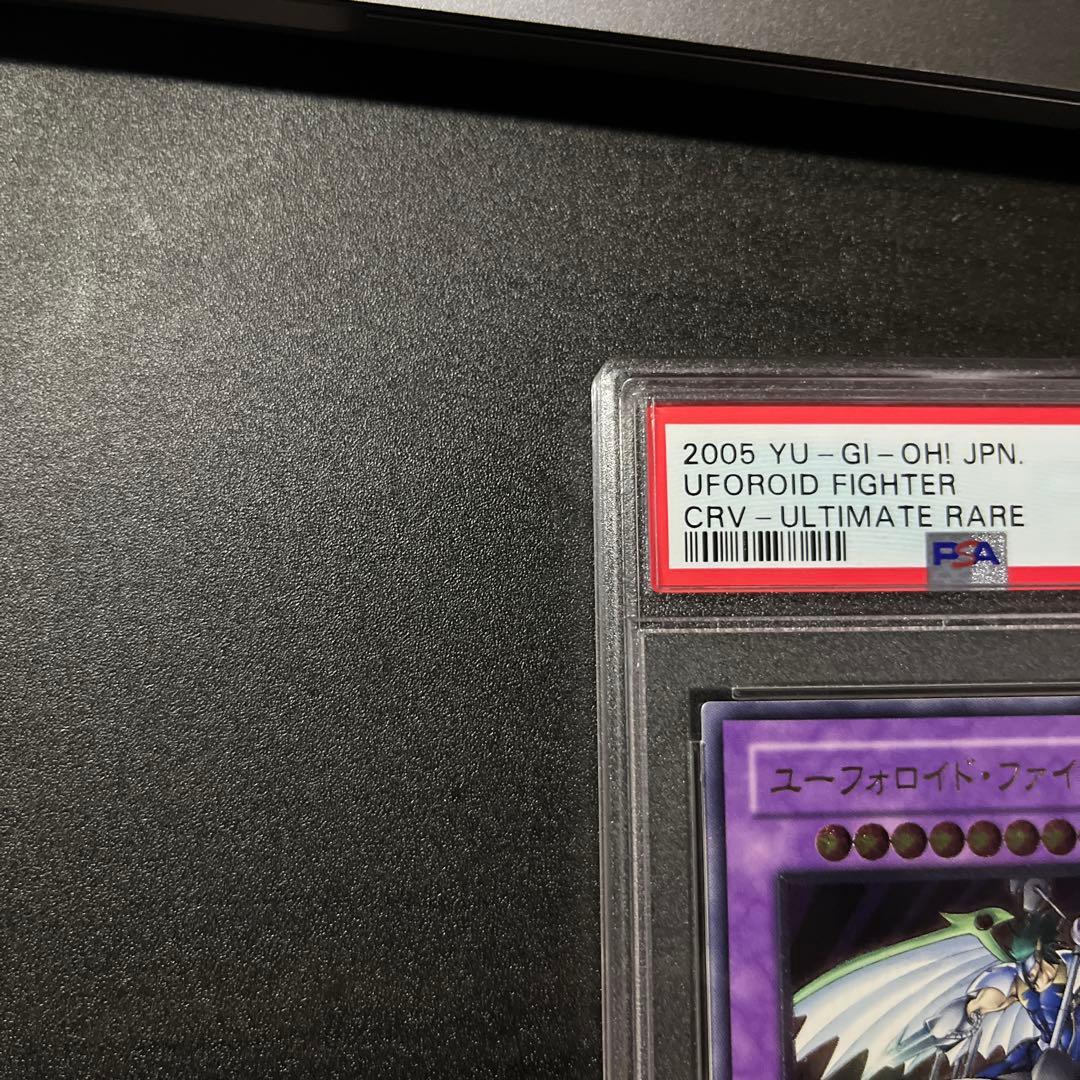 2005 YU-GI-OH! JPN.
UFOROID FIGHTER
CRV-ULTIMATE RARE
PSA
ユーフォロイド・ファイ